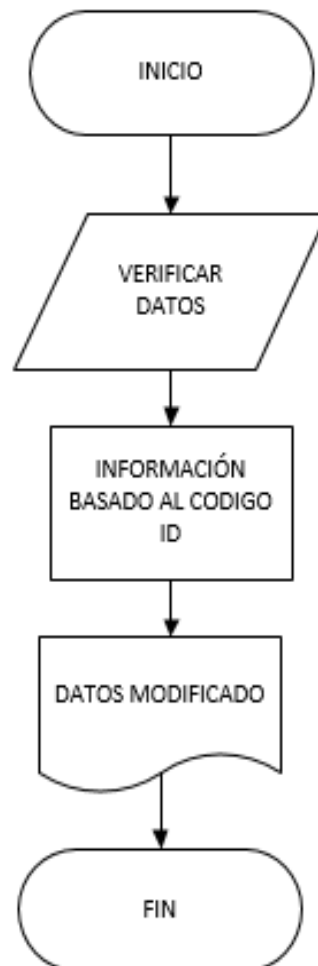 INICIO
VERIFICAR
DATOS
INFORMACIÓN
BASADO AL CODIGO
ID
DATOS MODIFICADO
FIN